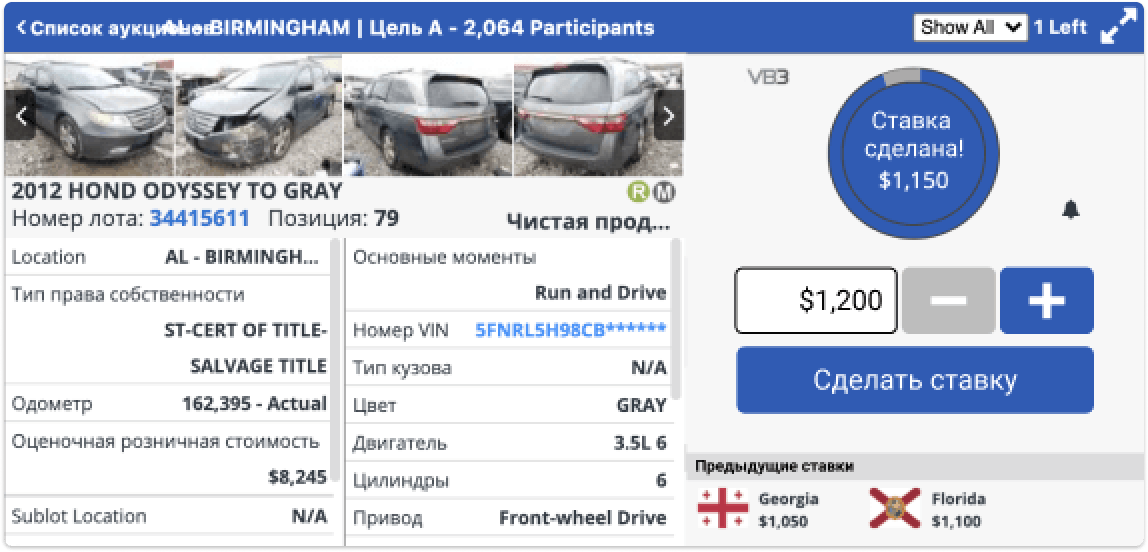 Список аукционов
AL - BIRMINGHAM | Цель A - 2,064 Participants
Show All
1 Left
VB3
Ставка
сделана!
$1,150
2012 HOND ODYSSEY TO GRAY
R M
Номер лота: 34415611 Позиция: 79
Чистая прод...
Location AL - BIRMINGH...
Тип права собственности
ST-CERT OF TITLE-
SALVAGE TITLE
Одометр 162,395 - Actual
Оценочная розничная стоимость
$8,245
Sublot Location N/A
Основные моменты
Run and Drive
Номер VIN 5FNRL5H98CB******
Тип кузова N/A
Цвет GRAY
Двигатель 3.5L 6
Цилиндры 6
Привод Front-wheel Drive
$1,200
Сделать ставку
Предыдущие ставки
Georgia
$1,050
Florida
$1,100